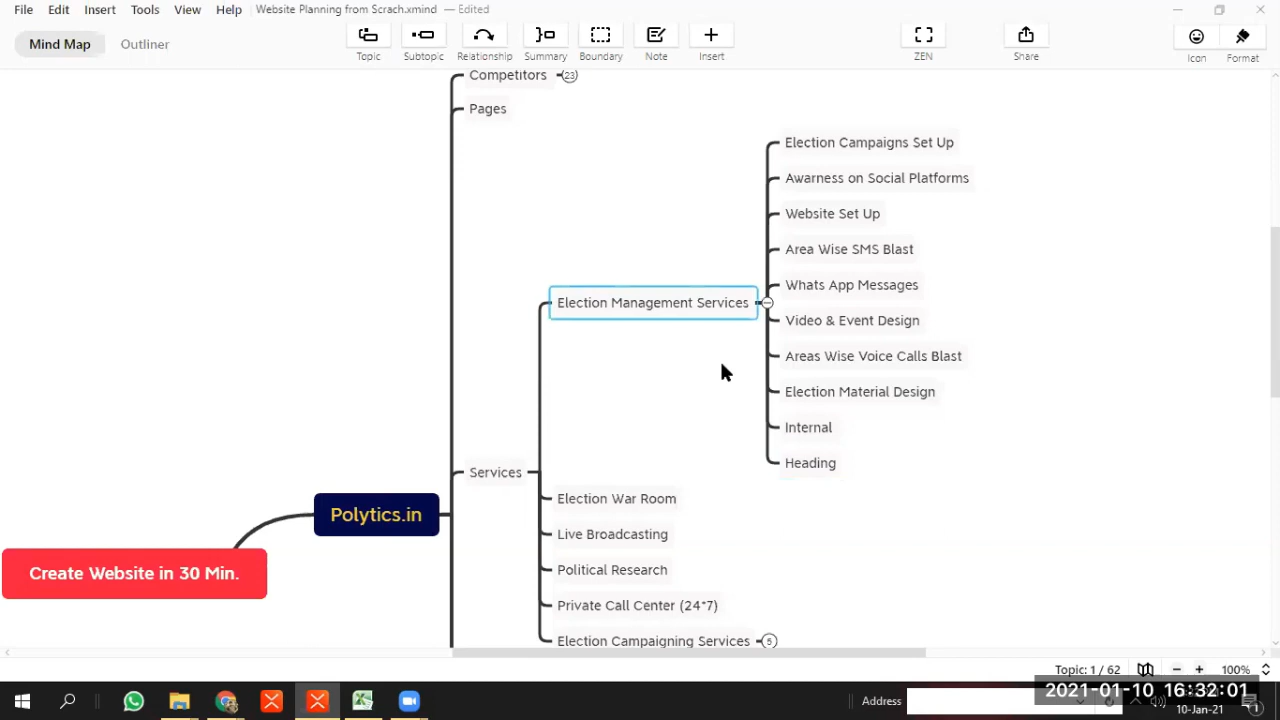 File Edit Insert Tools View Help Website Planning from Scrach.xmind — Edited
Mind Map Outliner
Topic Subtopic Relationship Summary Boundary Note Insert ZEN Share Icon Format
Competitors 23
Pages
Election Campaigns Set Up
Awarness on Social Platforms
Website Set Up
Area Wise SMS Blast
Whats App Messages
Election Management Services
Video & Event Design
Areas Wise Voice Calls Blast
Election Material Design
Internal
Heading
Services
Election War Room
Polytics.in
Live Broadcasting
Create Website in 30 Min.
Political Research
Private Call Center (24*7)
Election Campaigning Services 5
Topic: 1 / 62 100%
2021-01-10 16:32:01
Address
10-Jan-21